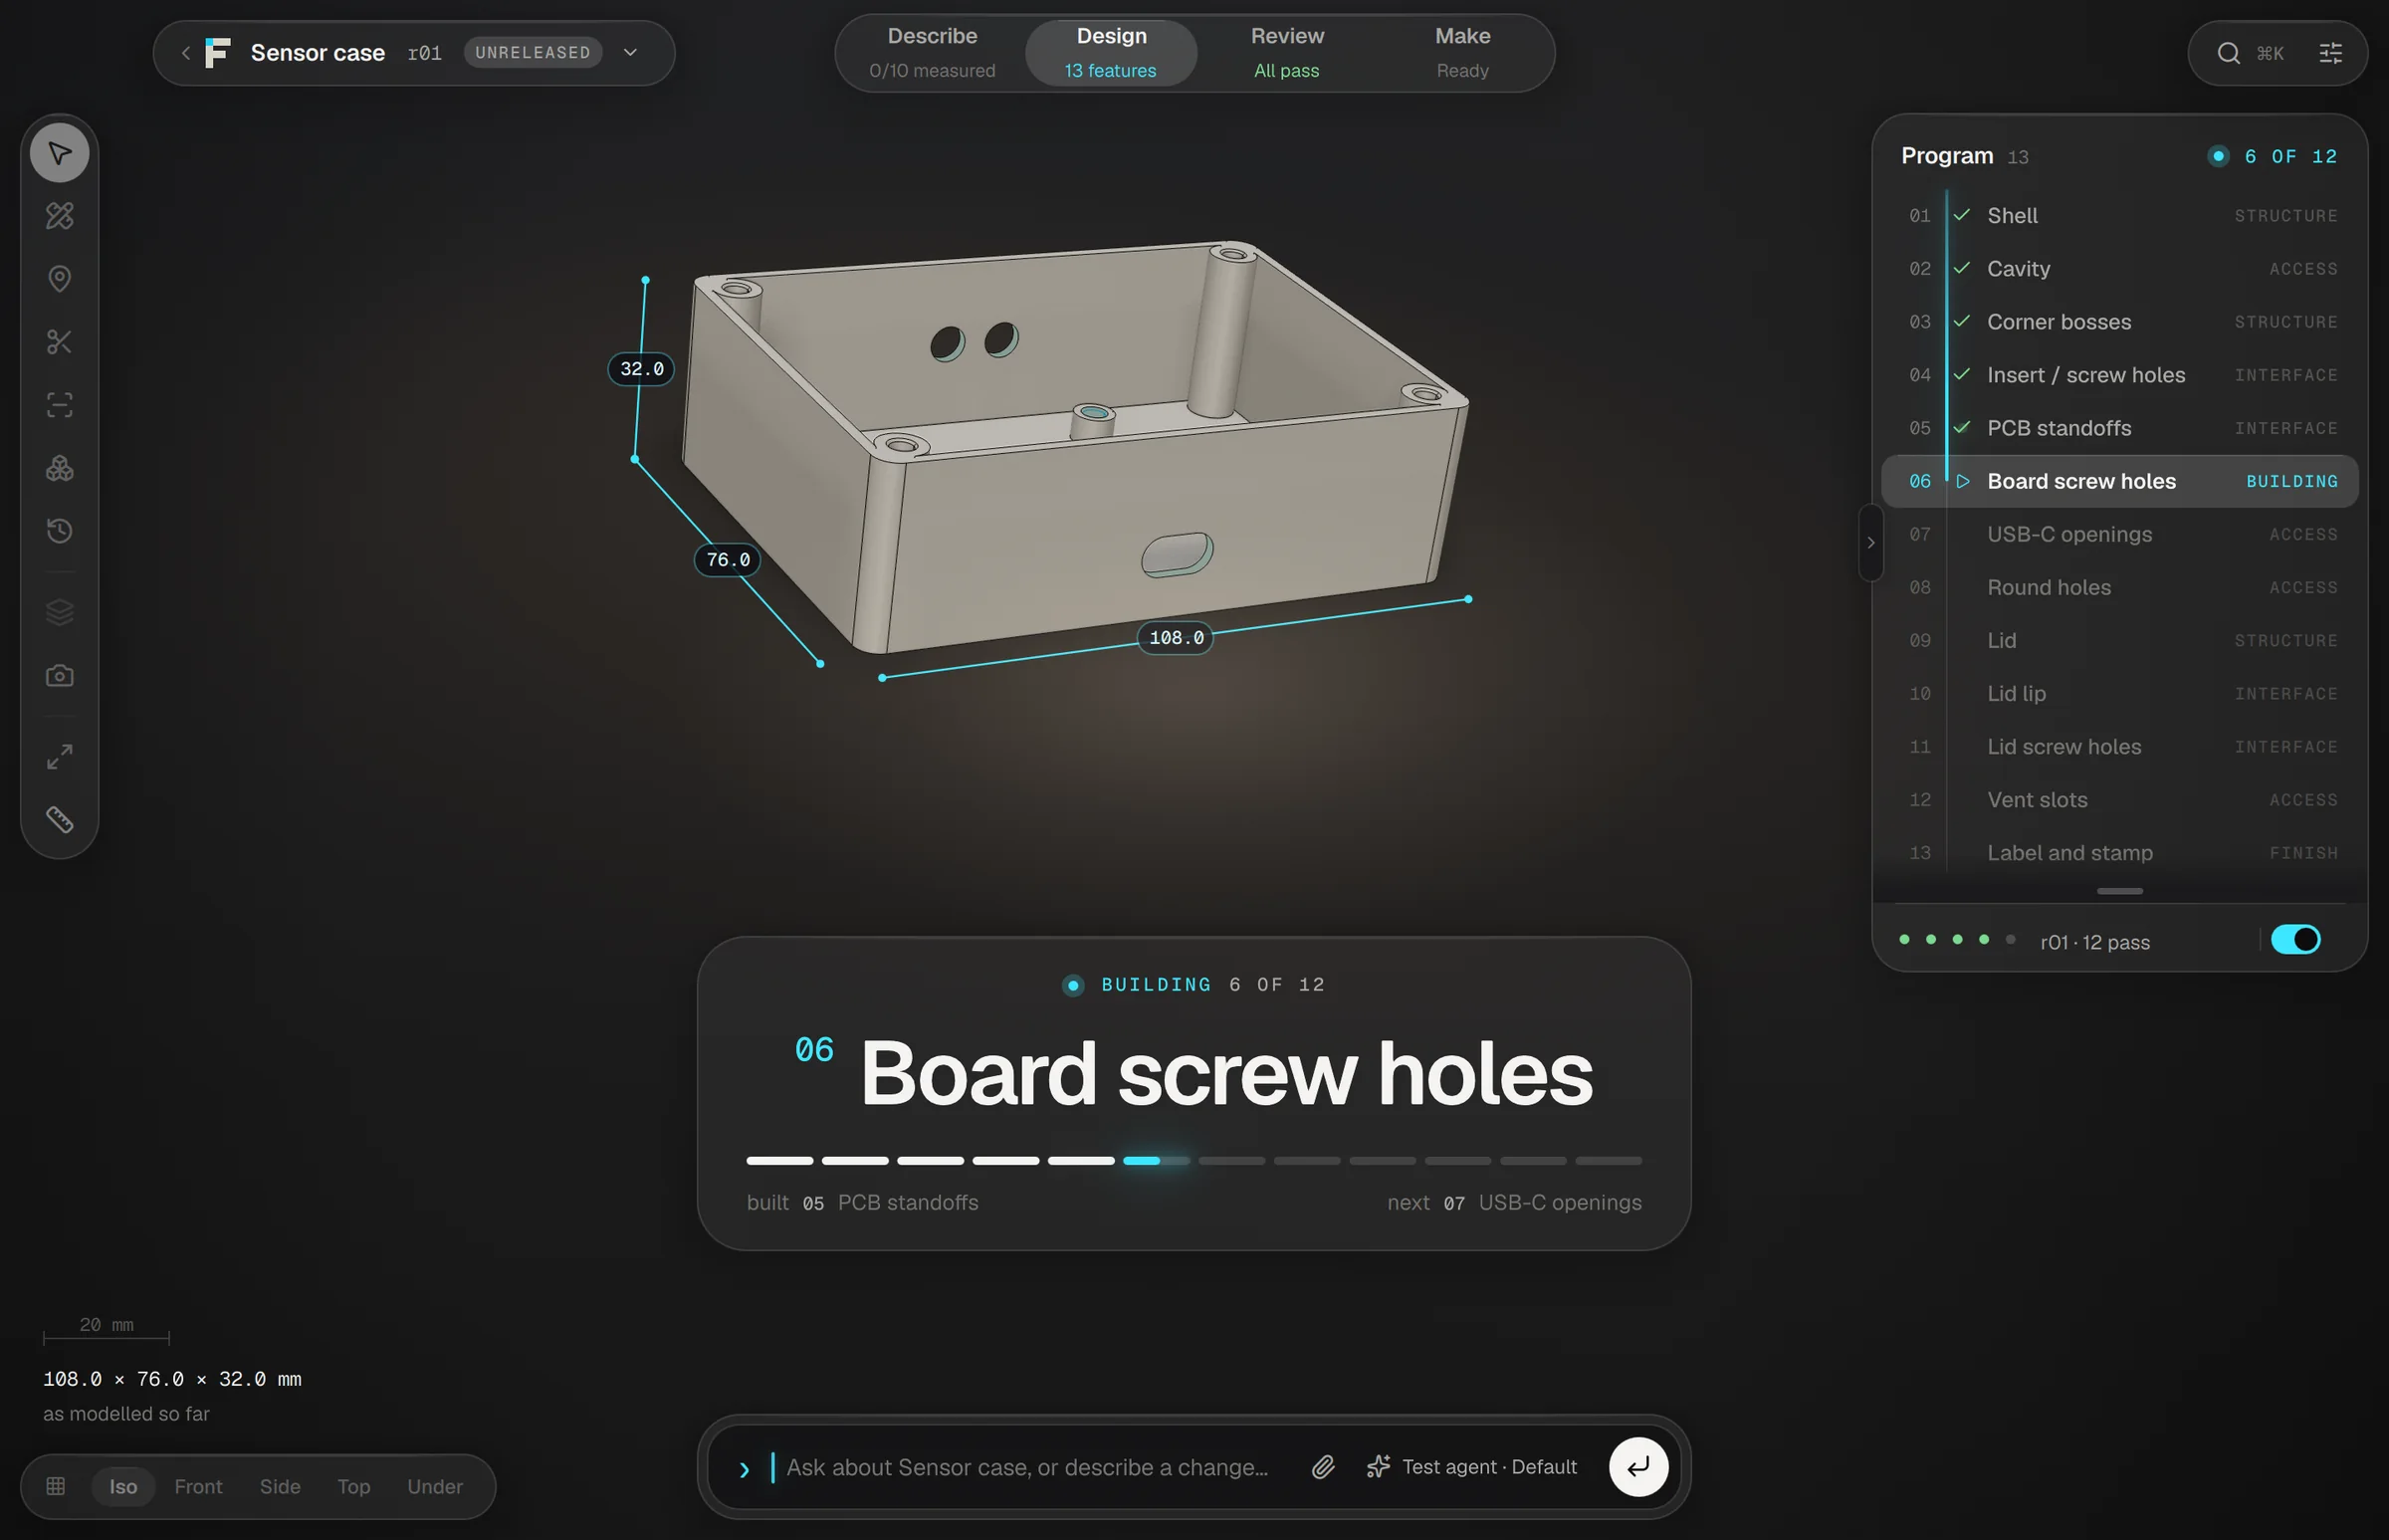 Sensor case r01 UNRELEASED
Describe
0/10 measured
Design
13 features
Review
All pass
Make
Ready
⌘K
Program 13 6 OF 12
01 Shell STRUCTURE
02 Cavity ACCESS
03 Corner bosses STRUCTURE
04 Insert / screw holes INTERFACE
05 PCB standoffs INTERFACE
06 Board screw holes BUILDING
07 USB-C openings ACCESS
08 Round holes ACCESS
09 Lid STRUCTURE
10 Lid lip INTERFACE
11 Lid screw holes INTERFACE
12 Vent slots ACCESS
13 Label and stamp FINISH
r01 · 12 pass
32.0
76.0
108.0
BUILDING 6 OF 12
06 Board screw holes
built 05 PCB standoffs next 07 USB-C openings
20 mm
108.0 × 76.0 × 32.0 mm
as modelled so far
Iso Front Side Top Under
Ask about Sensor case, or describe a change... Test agent · Default